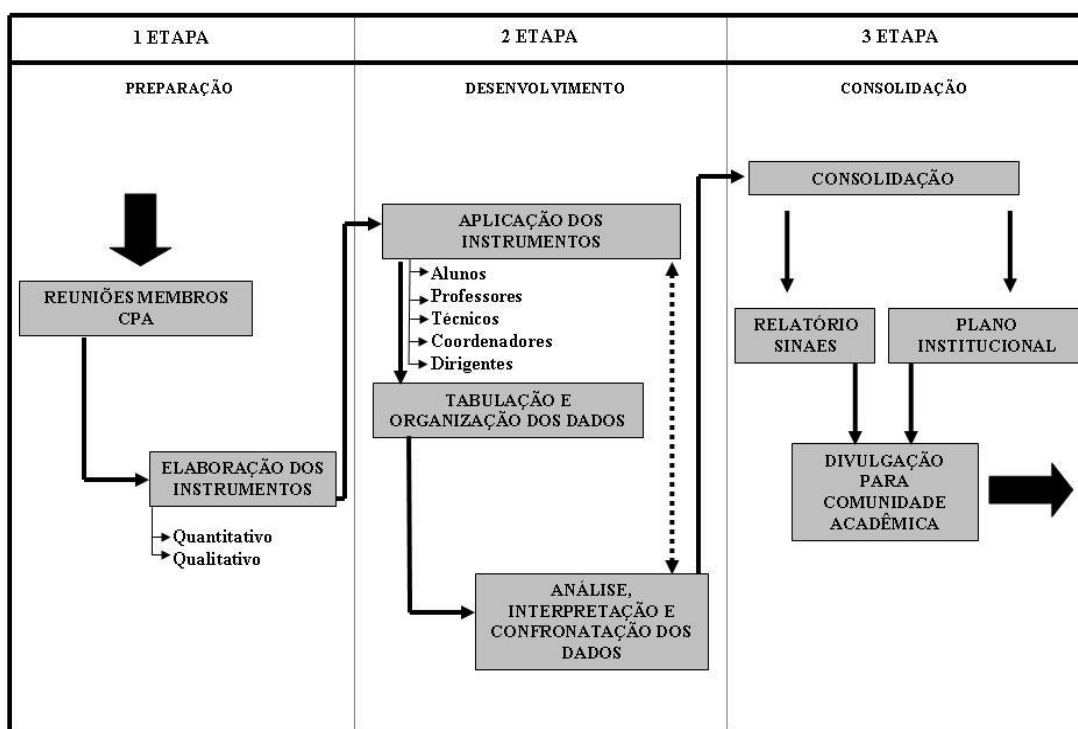 1 ETAPA
2 ETAPA
3 ETAPA
PREPARAÇÃO
DESENVOLVIMENTO
CONSOLIDAÇÃO
REUNIÕES MEMBROS
CPA
ELABORAÇÃO DOS
INSTRUMENTOS
Quantitativo
Qualitativo
APLICAÇÃO DOS
INSTRUMENTOS
Alunos
Professores
Técnicos
Coordenadores
Dirigentes
TABULAÇÃO E
ORGANIZAÇÃO DOS DADOS
ANÁLISE,
INTERPRETAÇÃO E
CONFRONATAÇÃO DOS
DADOS
CONSOLIDAÇÃO
RELATÓRIO
SINAES
PLANO
INSTITUCIONAL
DIVULGAÇÃO
PARA
COMUNIDADE
ACADÊMICA